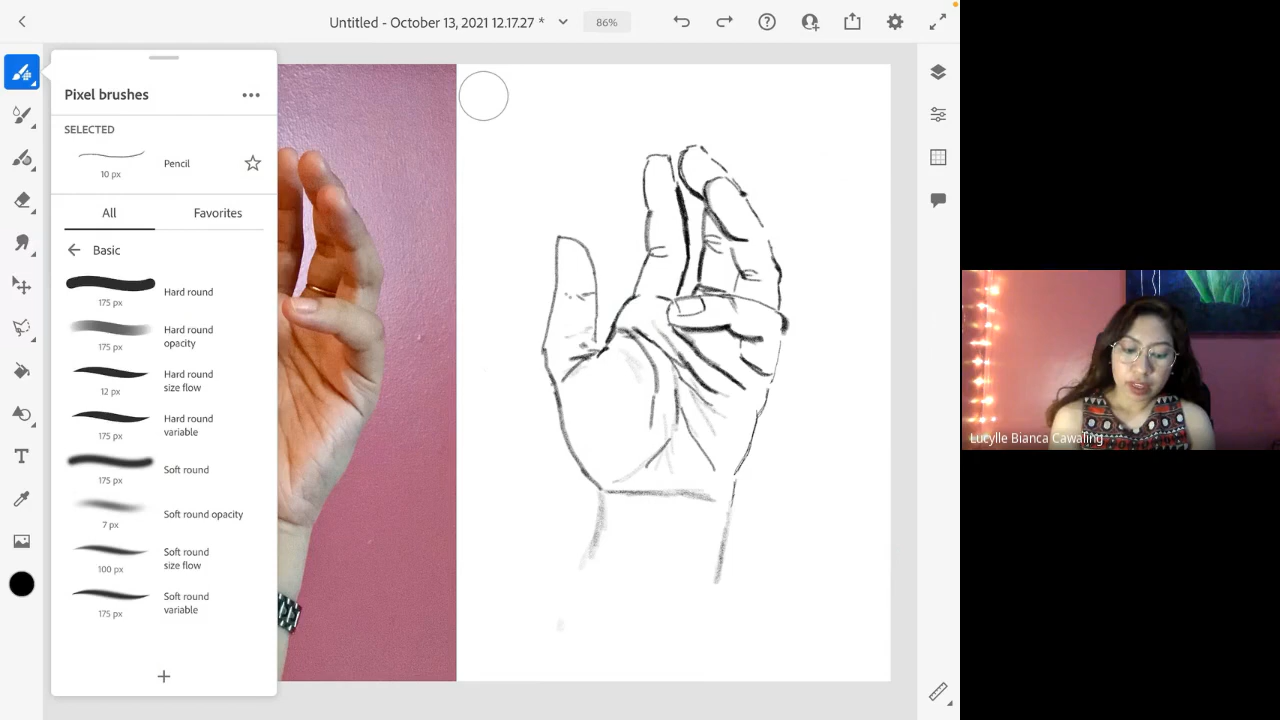 Untitled - October 13, 2021 12.17.27 *
86%
Pixel brushes
SELECTED
Pencil
10 px
All
Favorites
Basic
Hard round
175 px
Hard round
opacity
175 px
Hard round
size flow
12 px
Hard round
variable
175 px
Soft round
175 px
Soft round opacity
7 px
Soft round
size flow
100 px
Soft round
variable
175 px
Lucylle Bianca Cawaling